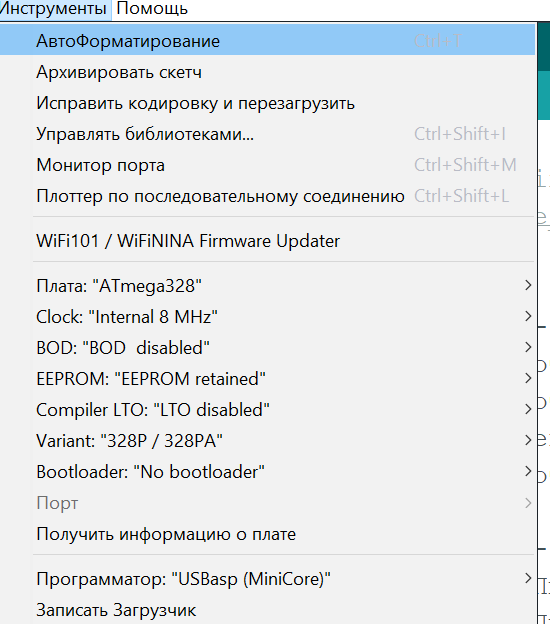 Инструменты Помощь
АвтоФорматирование Ctrl+T
Архивировать скетч
Исправить кодировку и перезагрузить
Управлять библиотеками... Ctrl+Shift+I
Монитор порта Ctrl+Shift+M
Плоттер по последовательному соединению Ctrl+Shift+L
WiFi101 / WiFiNINA Firmware Updater
Плата: "ATmega328"
Clock: "Internal 8 MHz"
BOD: "BOD disabled"
EEPROM: "EEPROM retained"
Compiler LTO: "LTO disabled"
Variant: "328P / 328PA"
Bootloader: "No bootloader"
Порт
Получить информацию о плате
Программатор: "USBasp (MiniCore)"
Записать Загрузчик